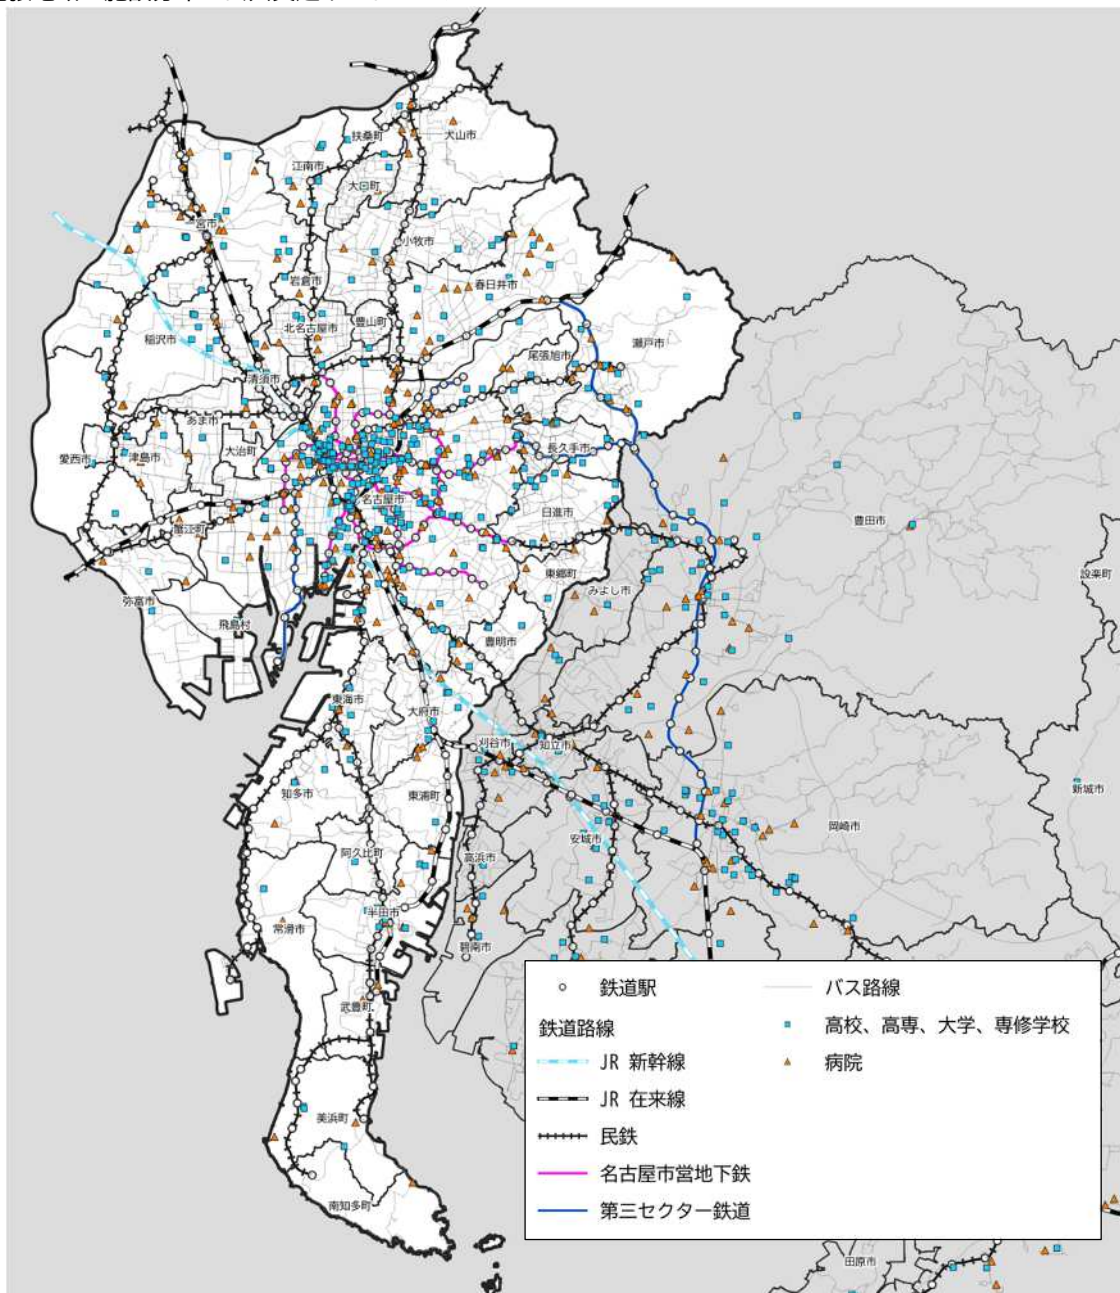 扶桑町
犬山市
江南市
大口町
一宮市
小牧市
岩倉市
春日井市
北名古屋市
豊山町
稲沢市
尾張旭市
瀬戸市
清須市
あま市
大治町
長久手市
愛西市
津島市
名古屋市
日進市
豊田市
蟹江町
東郷町
設楽町
みよし市
弥富市
飛島村
豊明市
東海市
大府市
刈谷市
知立市
知多市
東浦町
新城市
岡崎市
安城市
阿久比町
高浜市
半田市
常滑市
碧南市
武豊町
美浜町
南知多町
田原市
鉄道駅
鉄道路線
JR 新幹線
JR 在来線
民鉄
名古屋市営地下鉄
第三セクター鉄道
バス路線
高校、高専、大学、専修学校
病院